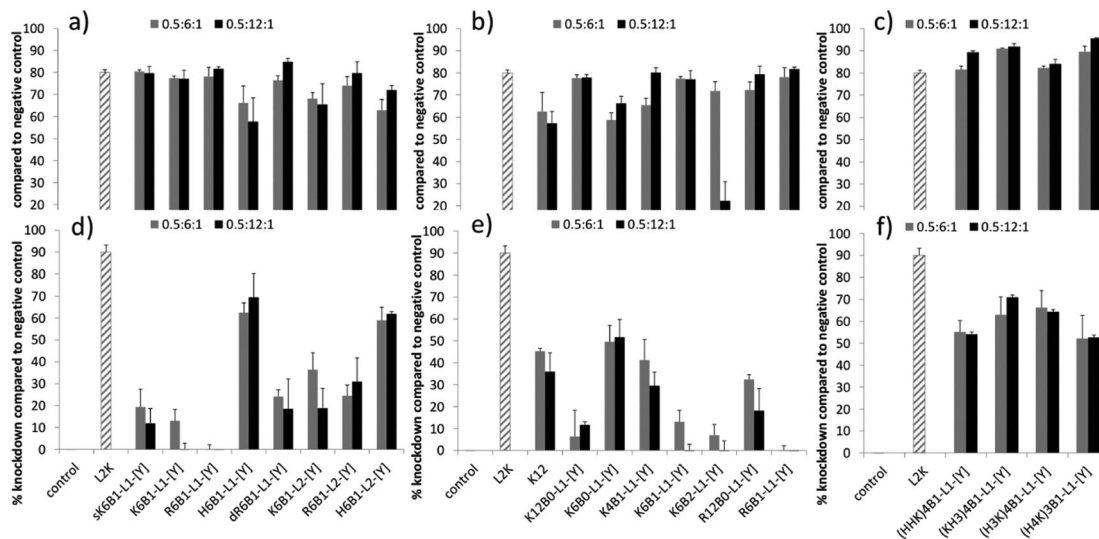 a)
0.5:6:1 0.5:12:1
compared to negative control
100
90
80
70
60
50
40
30
20
b)
0.5:6:1 0.5:12:1
compared to negative control
100
90
80
70
60
50
40
30
20
c)
0.5:6:1 0.5:12:1
compared to negative control
100
90
80
70
60
50
40
30
20
d)
0.5:6:1 0.5:12:1
% knockdown compared to negative control
100
90
80
70
60
50
40
30
20
10
0
control
L2K
sK6B1-L1-[Y]
K6B1-L1-[Y]
R6B1-L1-[Y]
H6B1-L1-[Y]
dR6B1-L1-[Y]
K6B1-L2-[Y]
R6B1-L2-[Y]
H6B1-L2-[Y]
e)
0.5:6:1 0.5:12:1
% knockdown compared to negative control
100
90
80
70
60
50
40
30
20
10
0
control
L2K
K12
K12B0-L1-[Y]
K6B0-L1-[Y]
K4B1-L1-[Y]
K6B1-L1-[Y]
K6B2-L1-[Y]
R12B0-L1-[Y]
R6B1-L1-[Y]
f)
0.5:6:1 0.5:12:1
% knockdown compared to negative control
100
90
80
70
60
50
40
30
20
10
0
control
L2K
(HHK)4B1-L1-[Y]
(KH3)4B1-L1-[Y]
(H3K)4B1-L1-[Y]
(H4K)3B1-L1-[Y]